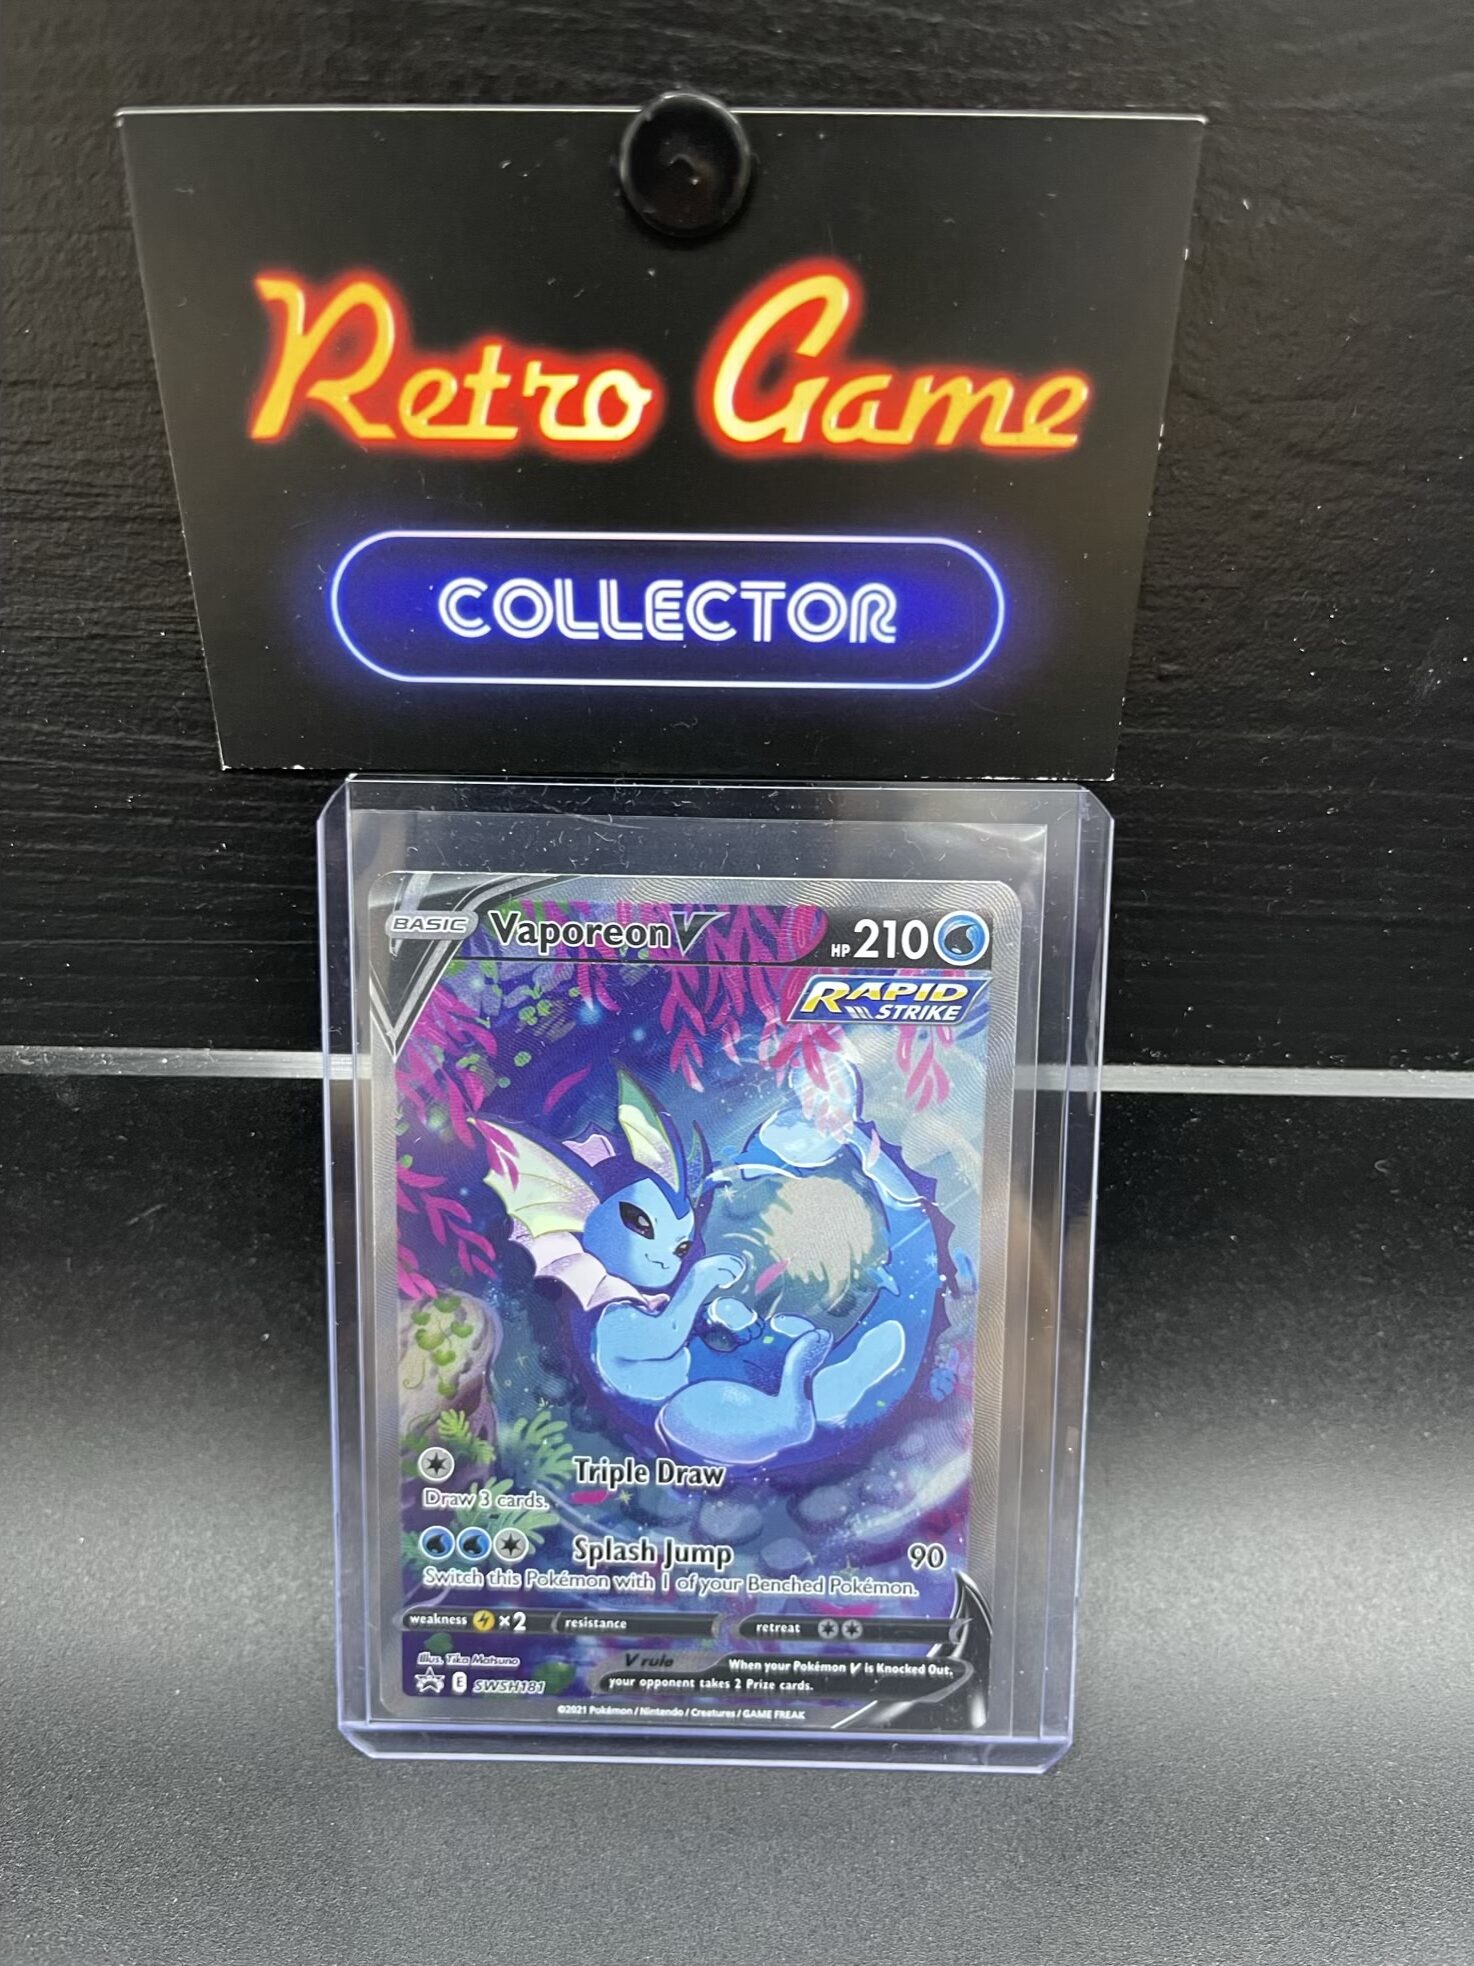 Retro Game
COLLECTOR
BASIC Vaporeon V HP 210
RAPID
STRIKE
Triple Draw
Draw 3 cards.
Splash Jump 90
Switch this Pokémon with 1 of your Benched Pokémon.
weakness ×2 resistance retreat
Illus. Tika Matsuno
V rule When your Pokémon V is Knocked Out,
your opponent takes 2 Prize cards.
E SWSH181
©2021 Pokémon / Nintendo / Creatures / GAME FREAK